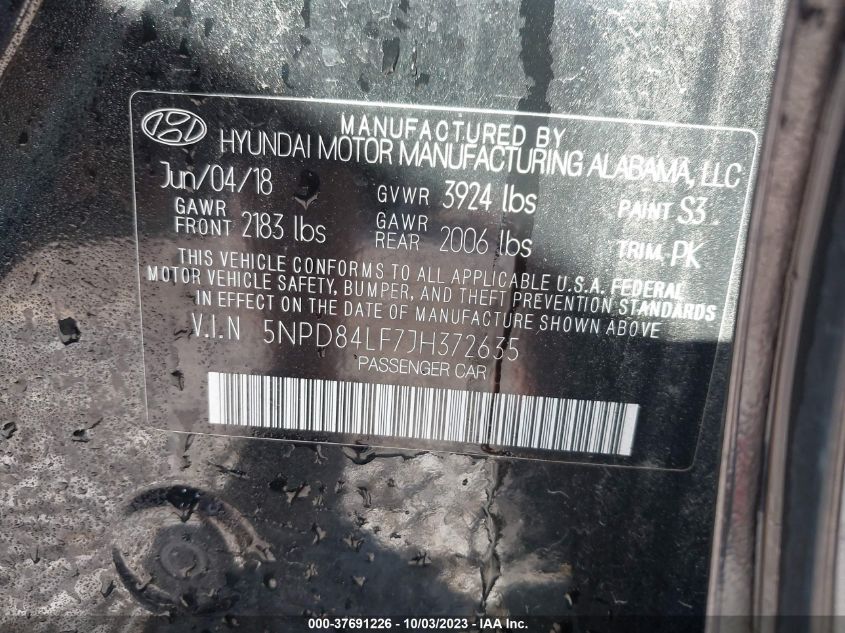 MANUFACTURED BY
HYUNDAI MOTOR MANUFACTURING ALABAMA, LLC
Jun/04/18 GVWR 3924 lbs PAINT S3
GAWR FRONT 2183 lbs GAWR REAR 2006 lbs TRIM PK
THIS VEHICLE CONFORMS TO ALL APPLICABLE U.S.A. FEDERAL
MOTOR VEHICLE SAFETY, BUMPER, AND THEFT PREVENTION STANDARDS
IN EFFECT ON THE DATE OF MANUFACTURE SHOWN ABOVE
V.I.N 5NPD84LF7JH372635
PASSENGER CAR
000-37691226 - 10/03/2023 - IAA Inc.